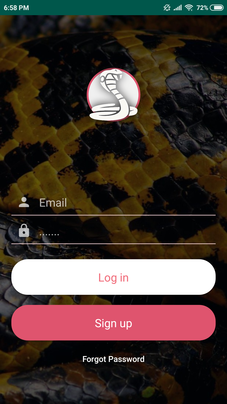 6:58 PM
72%
Email
.......
Log in
Sign up
Forgot Password